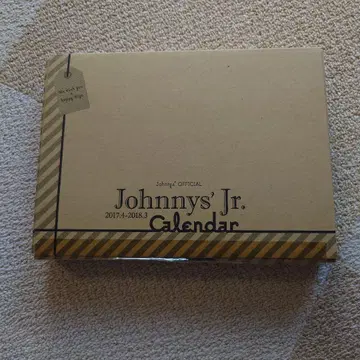 Johnnys' OFFICIAL
Johnnys' Jr.
2017.4-2018.3
Calendar